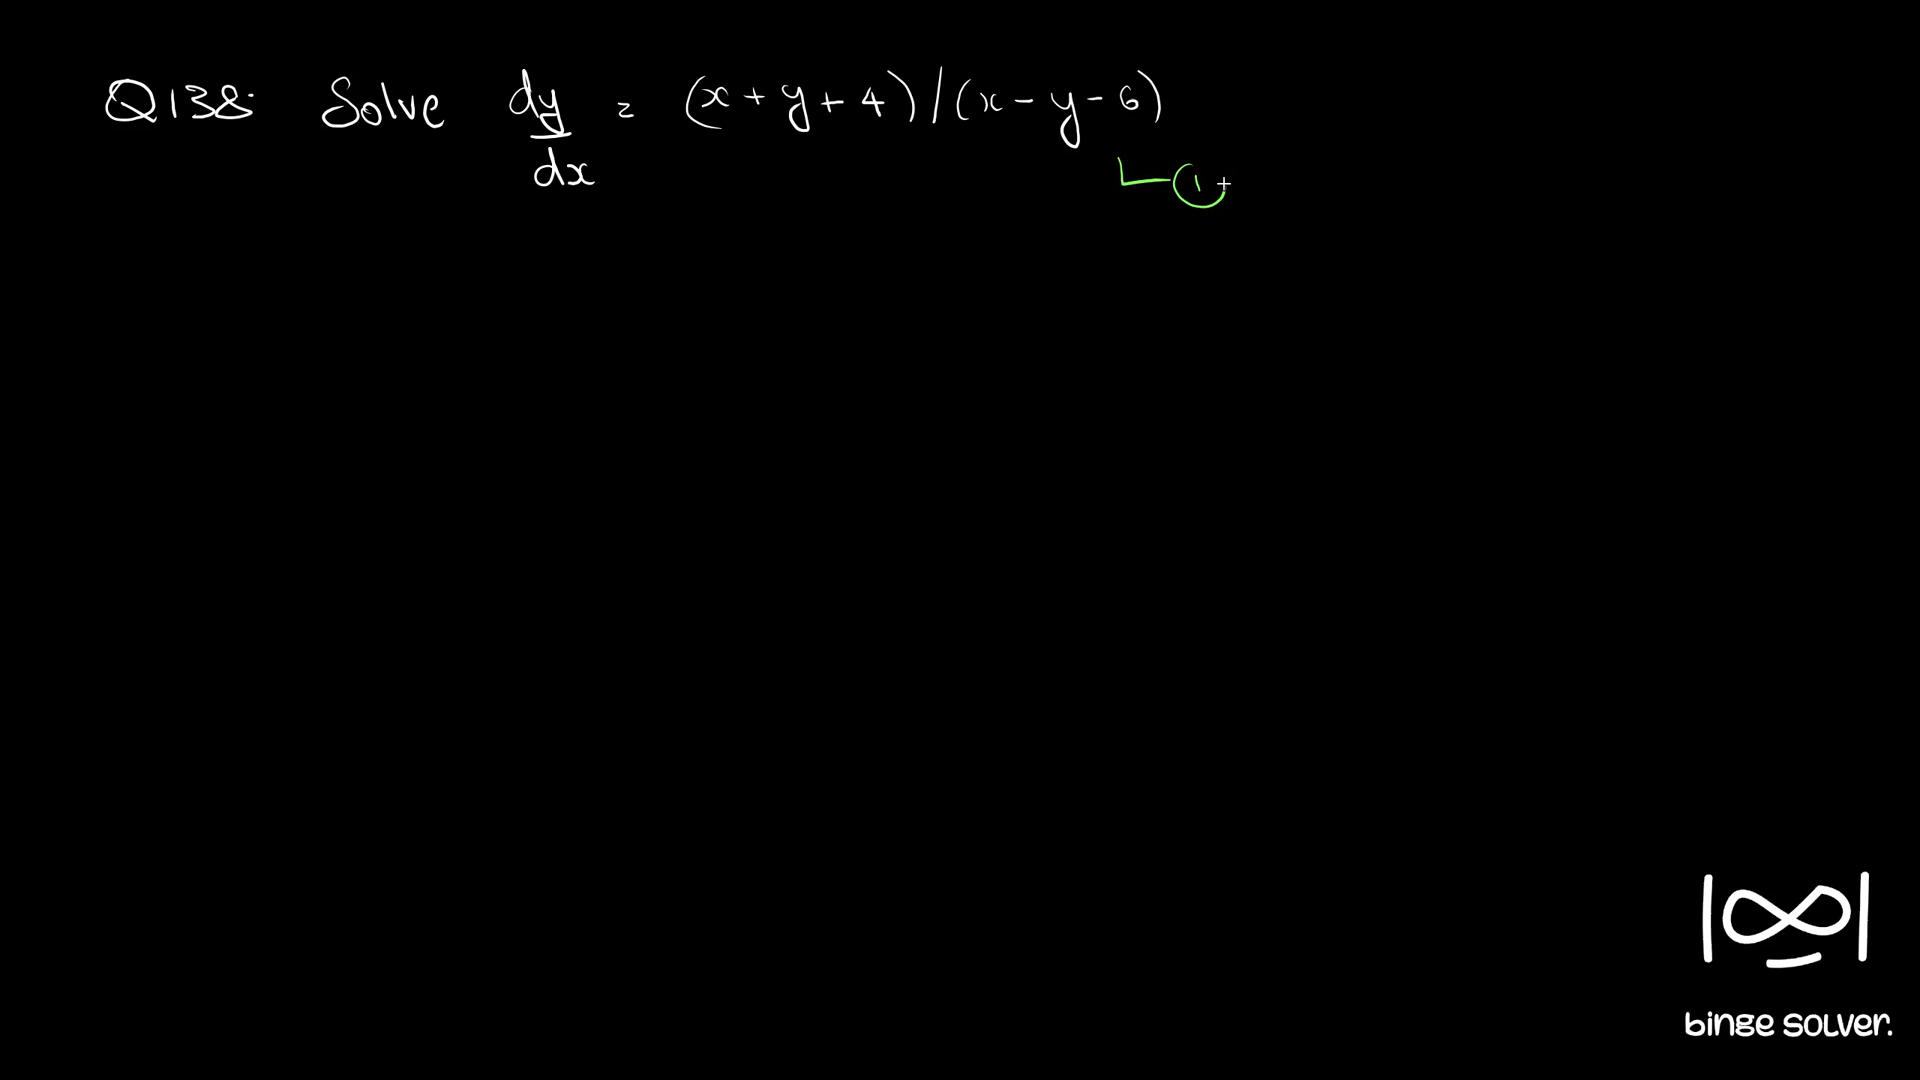 Q138. Solve dy/dx = (x+y+4)/(x-y-6)
①
binge solver.